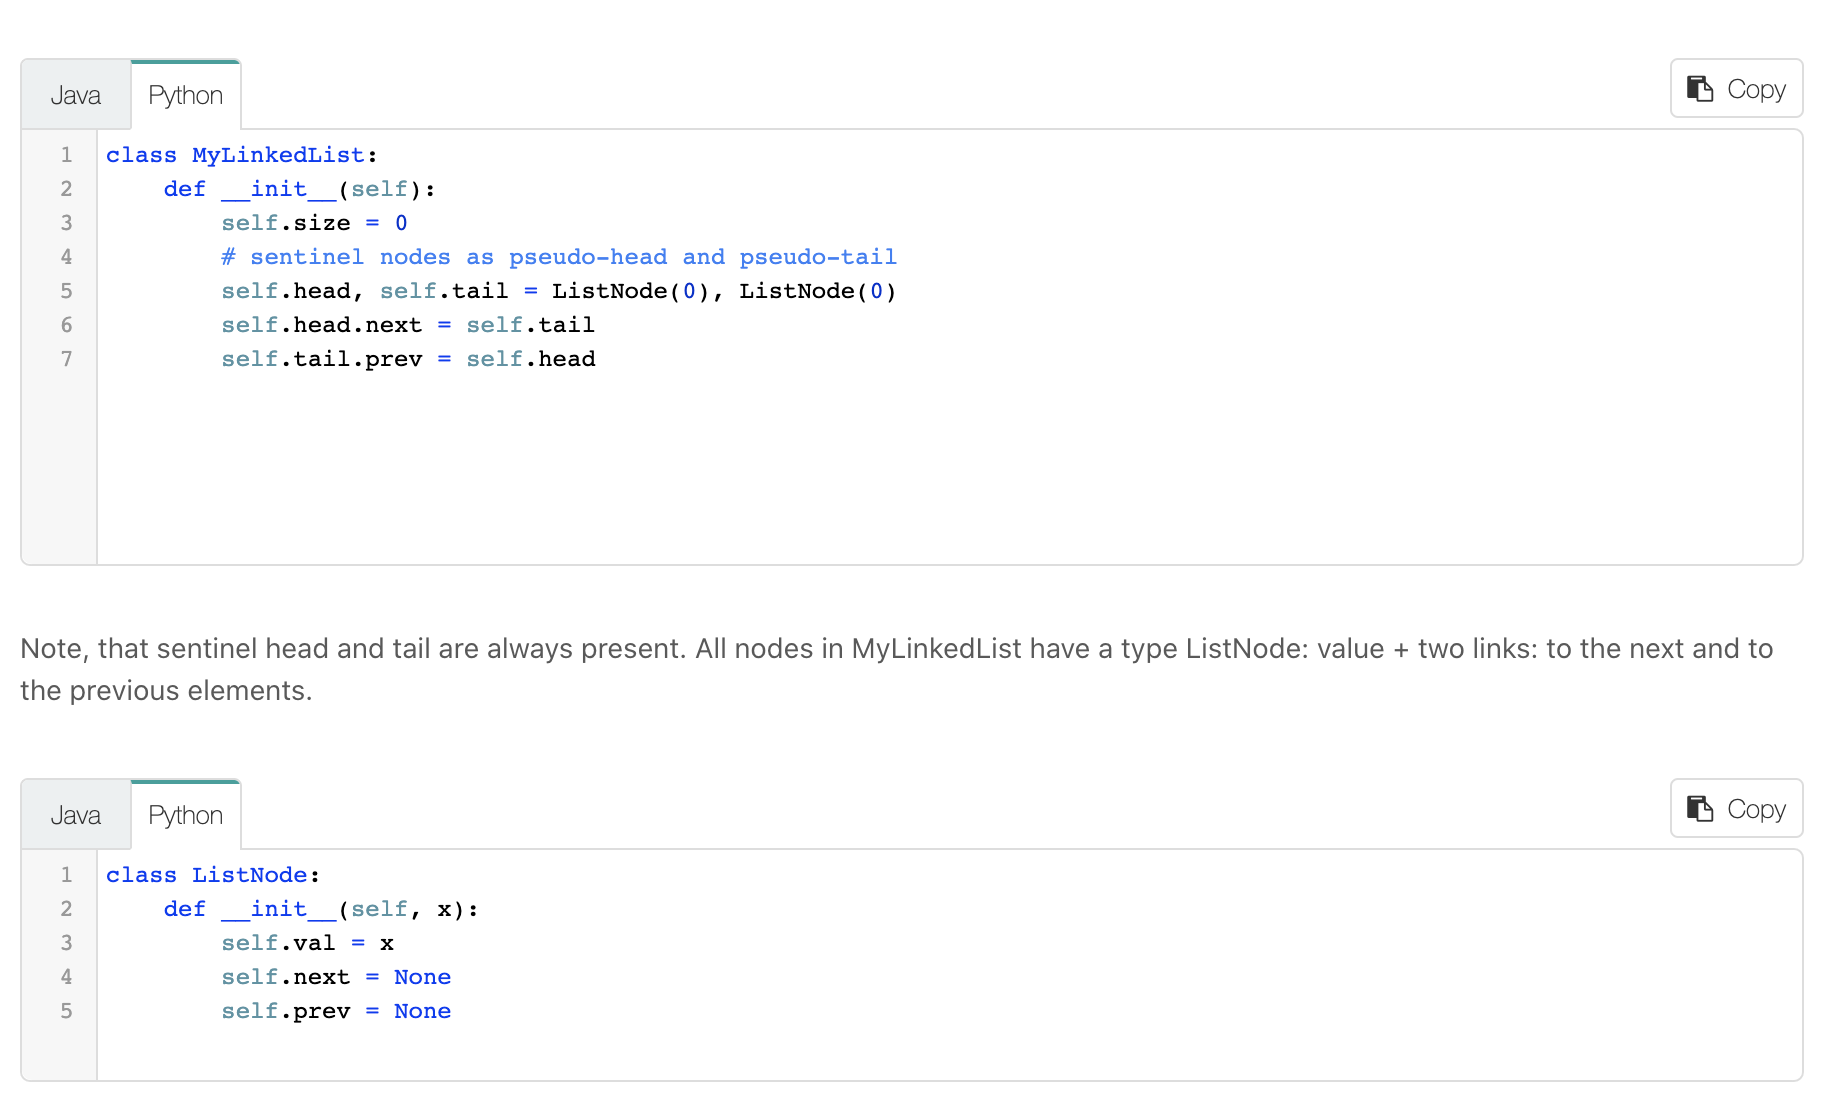 Java Python Copy
1 class MyLinkedList:
2     def __init__(self):
3         self.size = 0
4         # sentinel nodes as pseudo-head and pseudo-tail
5         self.head, self.tail = ListNode(0), ListNode(0)
6         self.head.next = self.tail
7         self.tail.prev = self.head
Note, that sentinel head and tail are always present. All nodes in MyLinkedList have a type ListNode: value + two links: to the next and to
the previous elements.
Java Python Copy
1 class ListNode:
2     def __init__(self, x):
3         self.val = x
4         self.next = None
5         self.prev = None